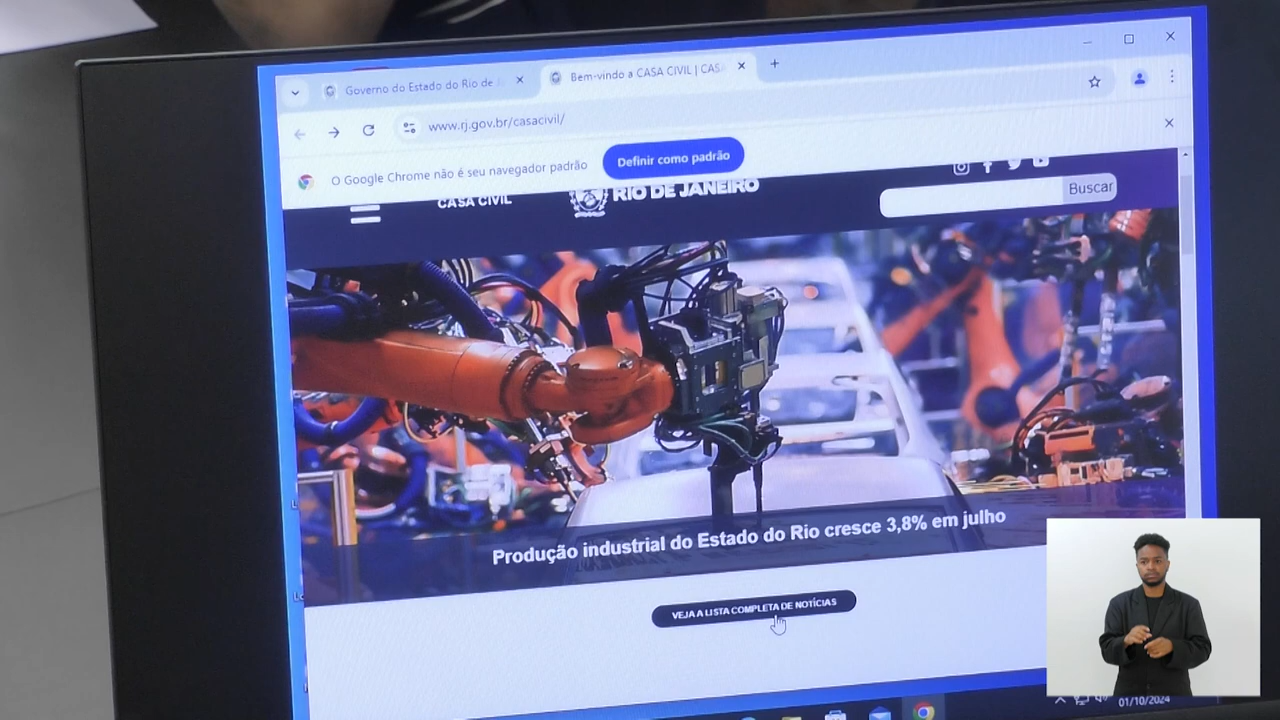 Governo do Estado do Rio de J
Bem-vindo a CASA CIVIL | CAS
www.rj.gov.br/casacivil/
O Google Chrome não é seu navegador padrão
Definir como padrão
CASA CIVIL
RIO DE JANEIRO
Buscar
Produção industrial do Estado do Rio cresce 3,8% em julho
VEJA A LISTA COMPLETA DE NOTÍCIAS
01/10/2024